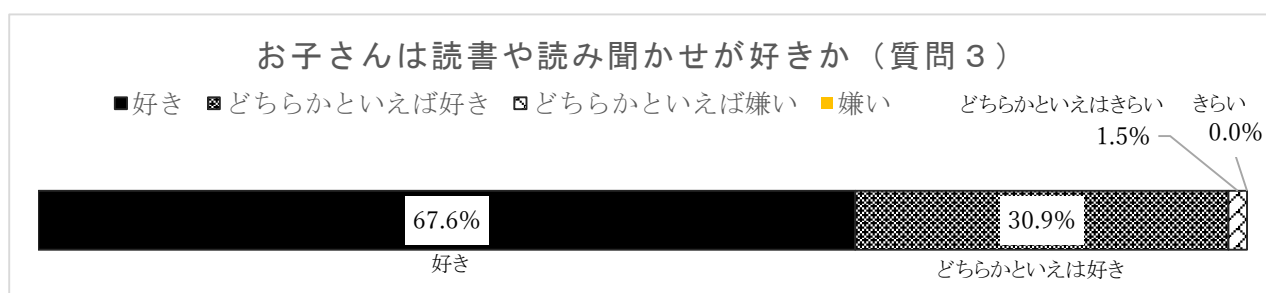 お子さんは読書や読み聞かせが好きか（質問３）
■好き ▩どちらかといえば好き ◪どちらかといえば嫌い ■嫌い
どちらかといえはきらい きらい
1.5% 0.0%
67.6% 30.9%
好き どちらかといえは好き